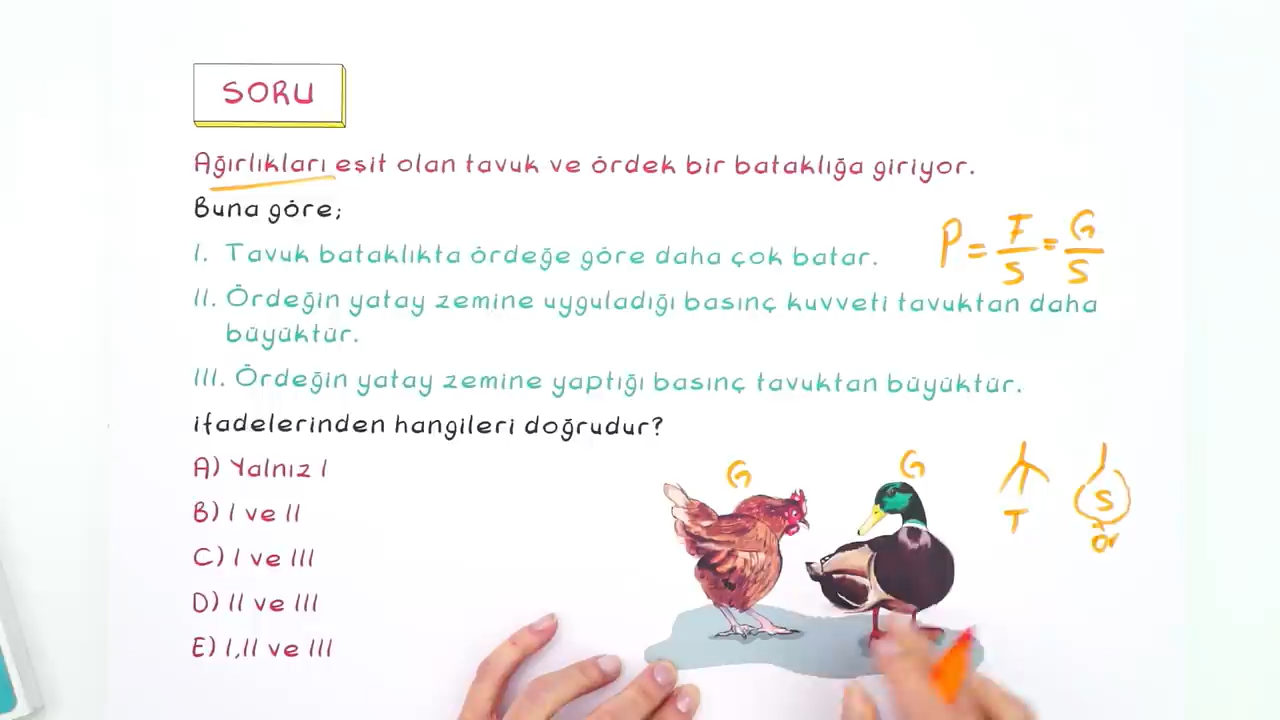 SORU
Ağırlıkları eşit olan tavuk ve ördek bir bataklığa giriyor.
Buna göre;
I. Tavuk bataklıkta ördeğe göre daha çok batar.
II. Ördeğin yatay zemine uyguladığı basınç kuvveti tavuktan daha
büyüktür.
III. Ördeğin yatay zemine yaptığı basınç tavuktan büyüktür.
ifadelerinden hangileri doğrudur?
A) Yalnız I
B) I ve II
C) I ve III
D) II ve III
E) I,II ve III
P = F/S = G/S
G
G
T
S
ör